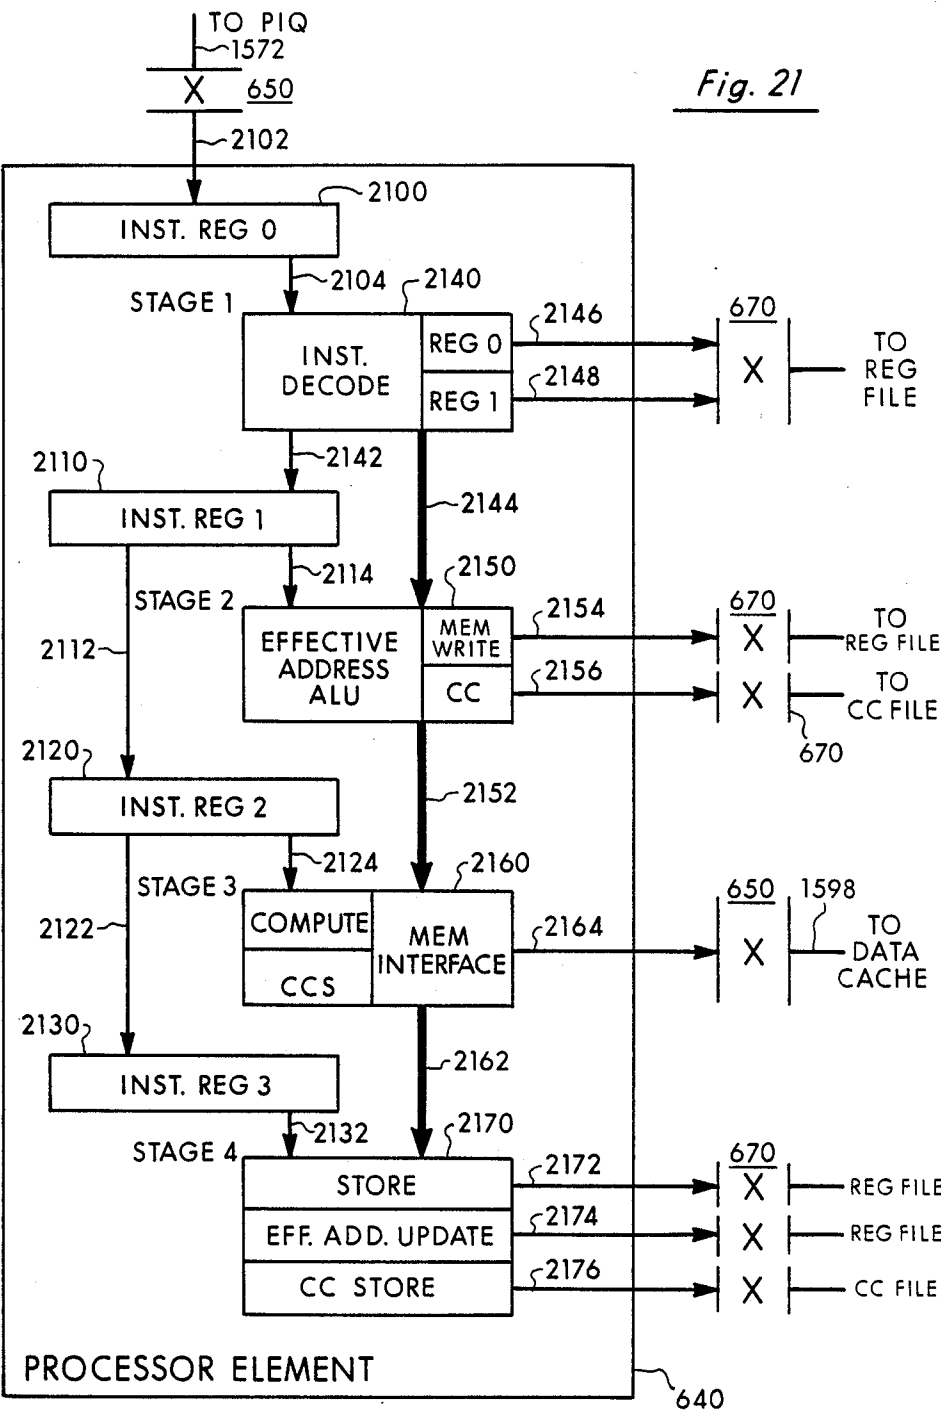 TO PIQ
1572
X 650
Fig. 21
2102
2100
INST. REG 0
2104
STAGE 1
2140
INST. DECODE
REG 0
REG 1
2146
2148
670
X
TO REG FILE
2142
2144
2110
INST. REG 1
2114
STAGE 2
2112
2150
EFFECTIVE ADDRESS ALU
MEM WRITE
CC
2154
2156
670
X
TO REG FILE
X
TO CC FILE
670
2120
INST. REG 2
2152
2124
STAGE 3
2122
2160
COMPUTE
CCS
MEM INTERFACE
2164
650
X
1598
TO DATA CACHE
2130
INST. REG 3
2162
2132
STAGE 4
2170
STORE
EFF. ADD. UPDATE
CC STORE
2172
2174
2176
670
X
REG FILE
X
REG FILE
X
CC FILE
PROCESSOR ELEMENT
640